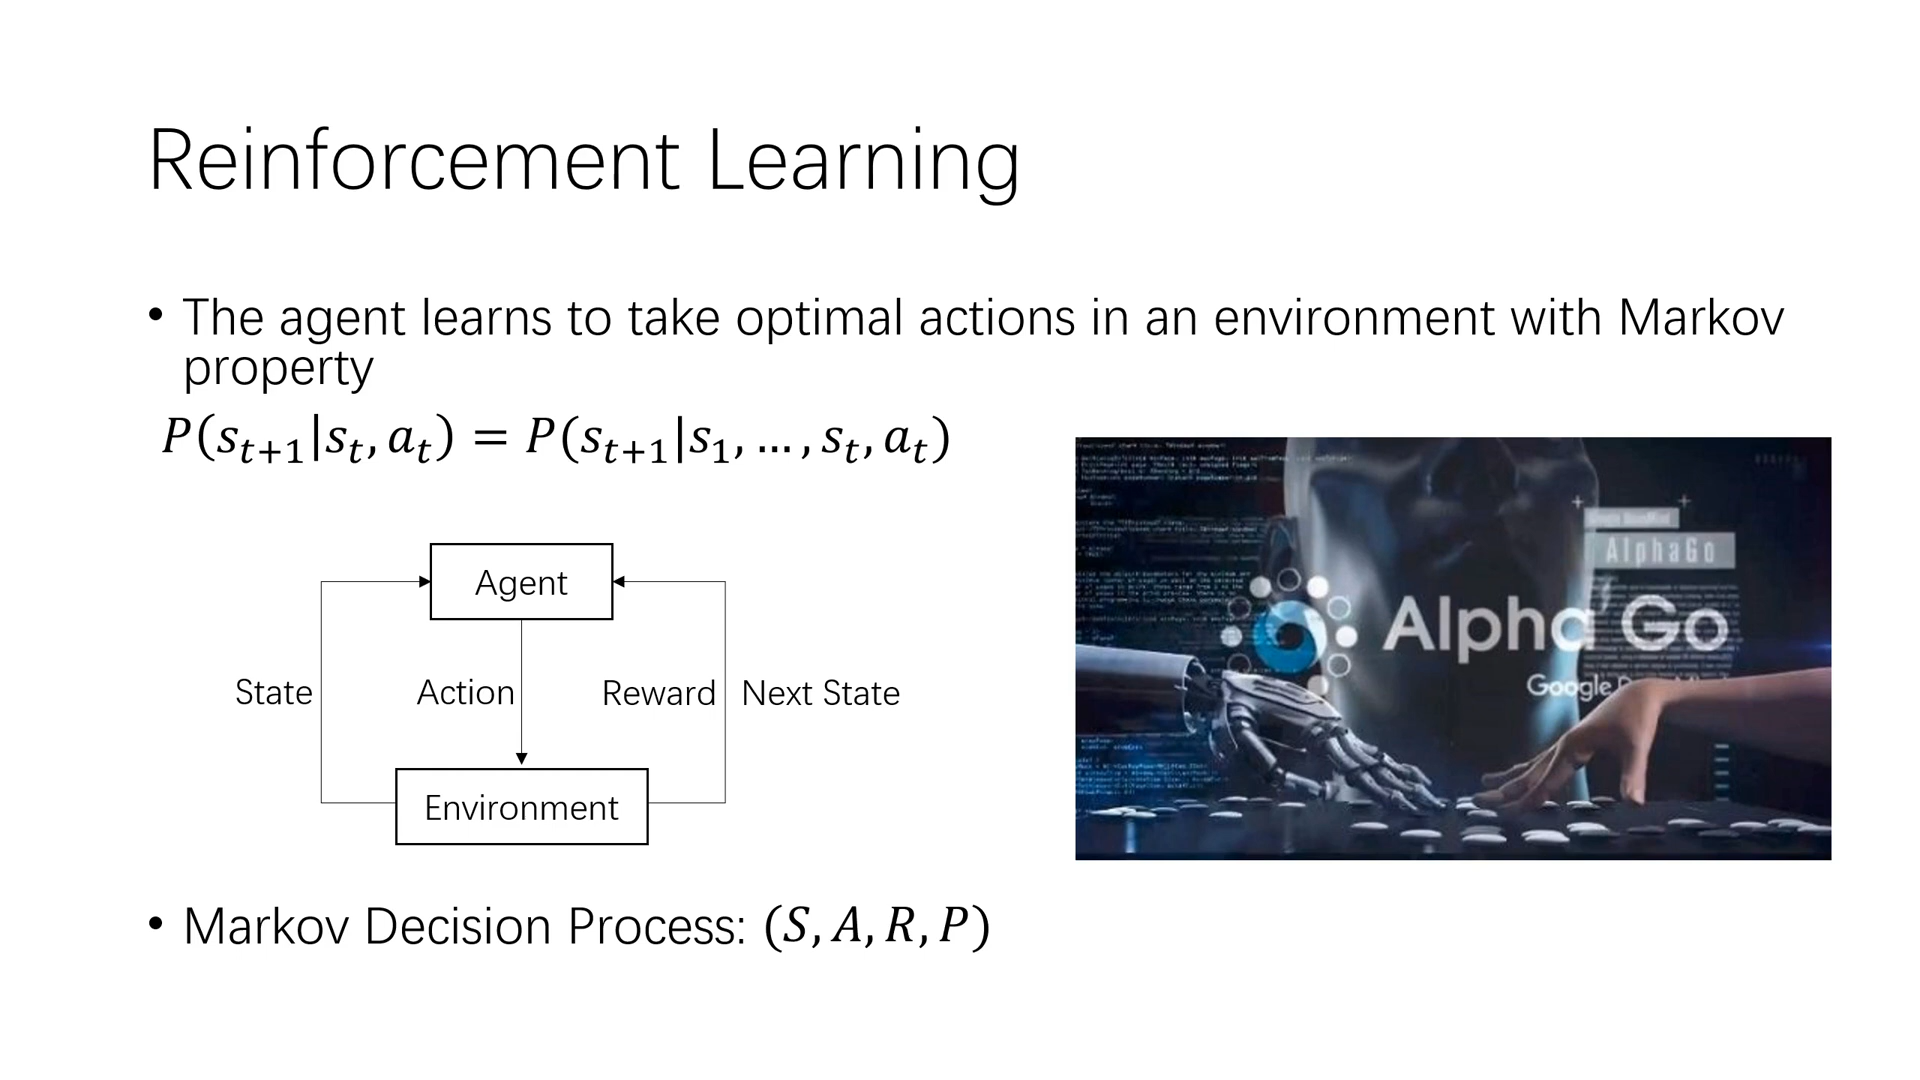 Reinforcement Learning
• The agent learns to take optimal actions in an environment with Markov
property
P(s_{t+1}|s_t, a_t) = P(s_{t+1}|s_1, … , s_t, a_t)
Agent
State
Action
Reward
Next State
Environment
AlphaGo
Alpha Go
Google
• Markov Decision Process: (S, A, R, P)